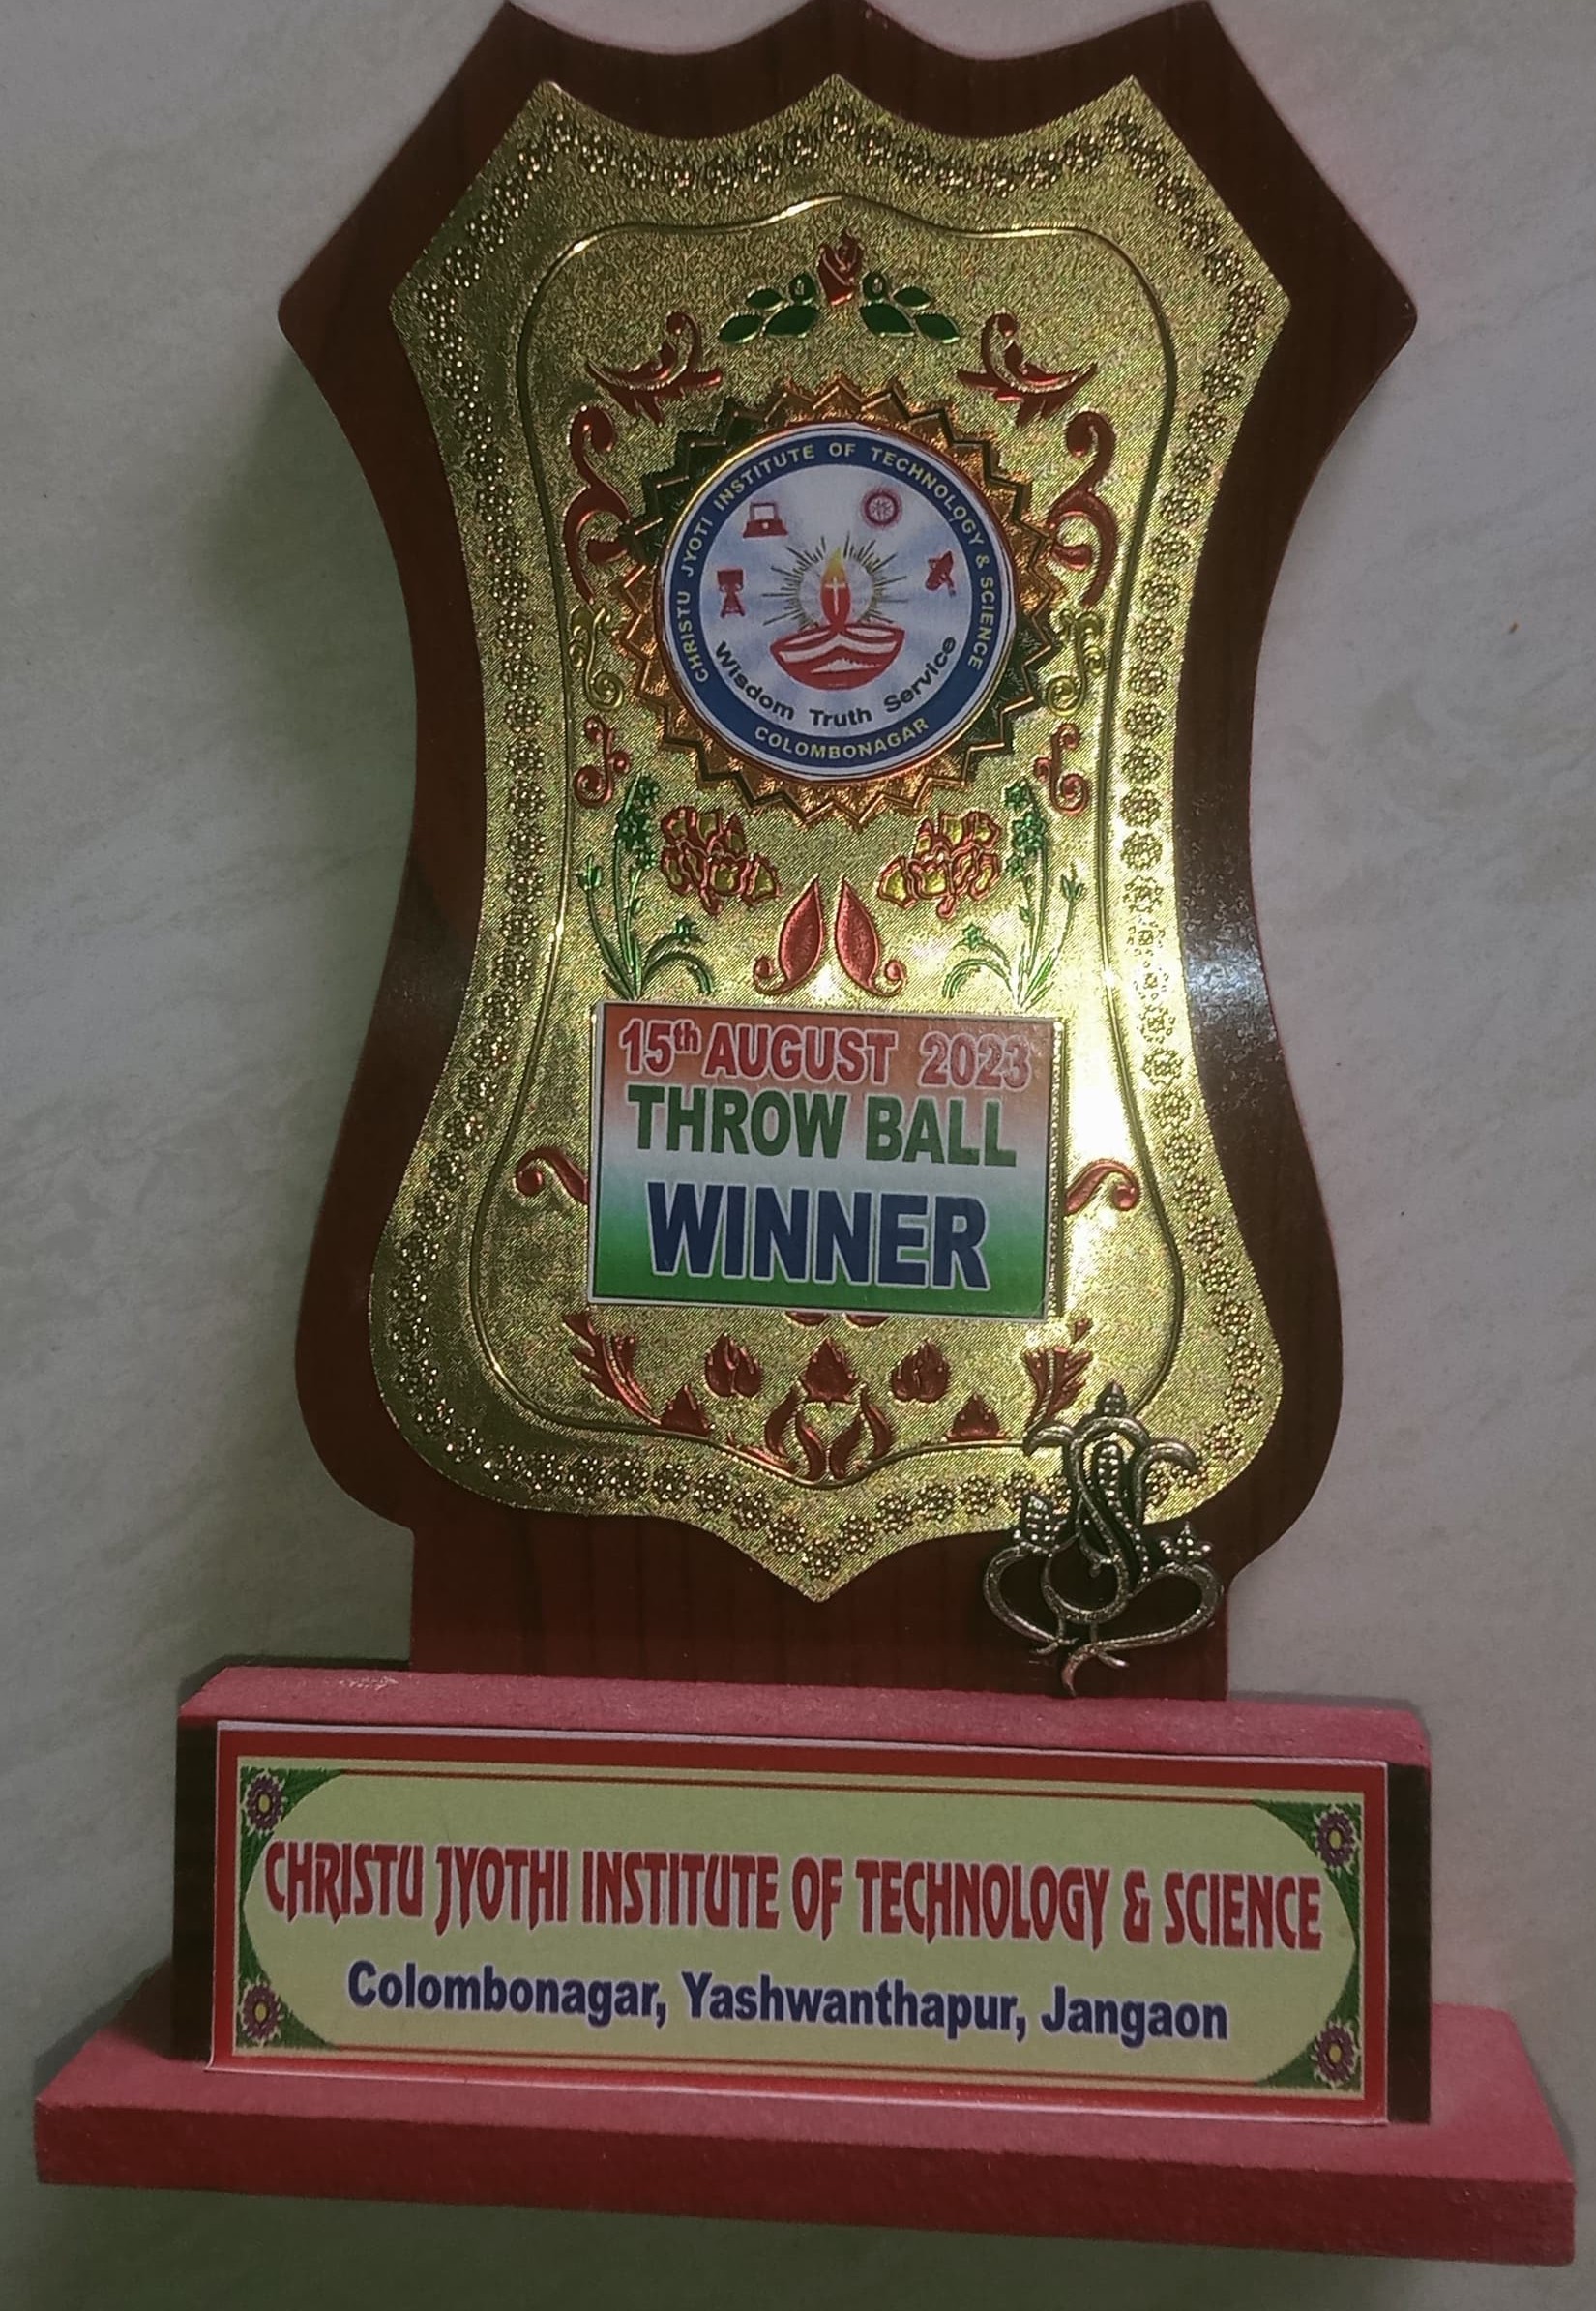 CHRISTU JYOTI INSTITUTE OF TECHNOLOGY & SCIENCE
Wisdom Truth Service
COLOMBONAGAR
15th AUGUST 2023
THROW BALL
WINNER
CHRISTU JYOTHI INSTITUTE OF TECHNOLOGY & SCIENCE
Colombonagar, Yashwanthapur, Jangaon